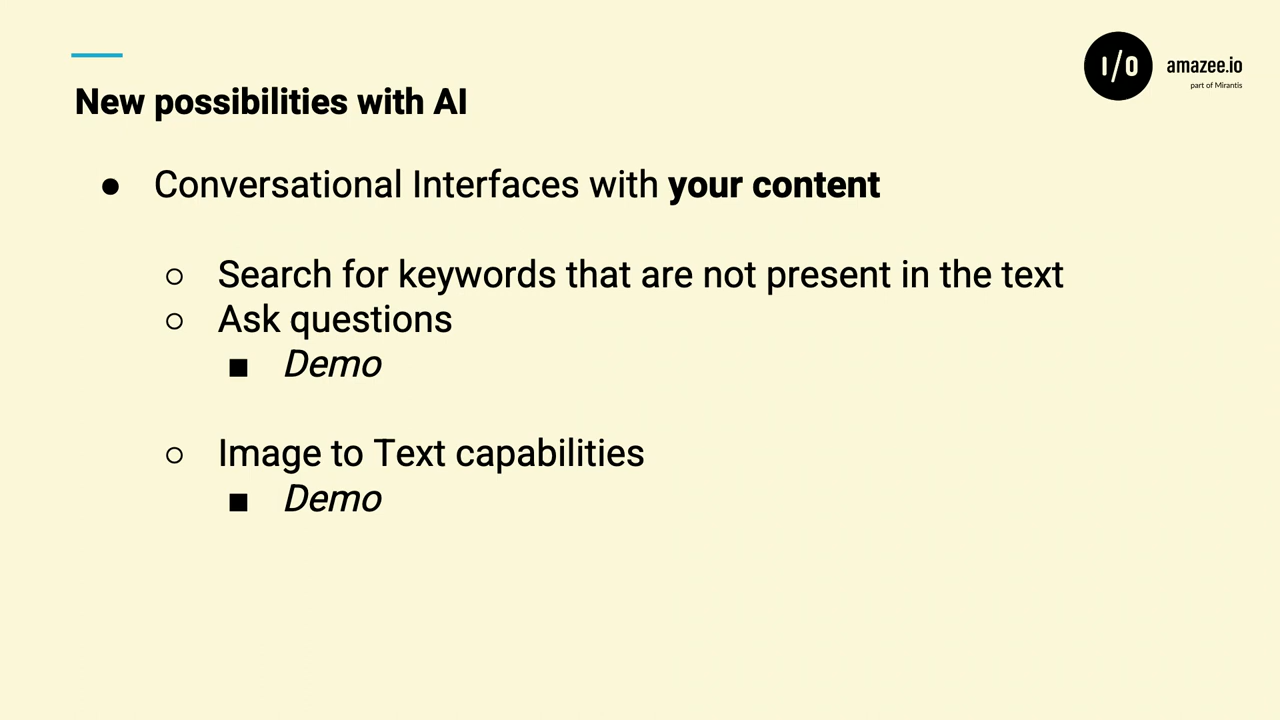 I/O amazee.io
part of Mirantis
New possibilities with AI
● Conversational Interfaces with your content
○ Search for keywords that are not present in the text
○ Ask questions
■ Demo
○ Image to Text capabilities
■ Demo